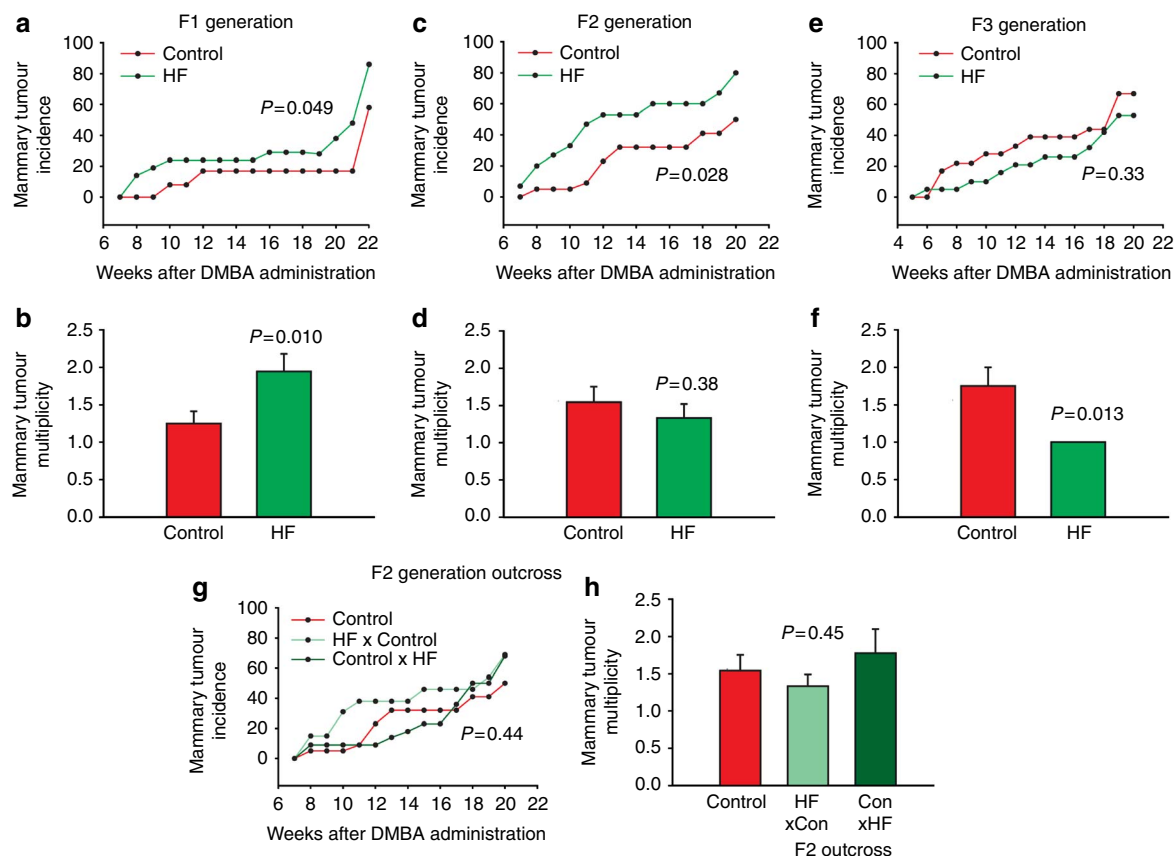 a
F1 generation
100
80
60
40
20
0
Mammary tumour
incidence
Control
HF
P=0.049
6 8 10 12 14 16 18 20 22
Weeks after DMBA administration
c
F2 generation
100
80
60
40
20
0
Mammary tumour
incidence
Control
HF
P=0.028
6 8 10 12 14 16 18 20 22
Weeks after DMBA administration
e
F3 generation
100
80
60
40
20
0
Mammary tumour
incidence
Control
HF
P=0.33
4 6 8 10 12 14 16 18 20 22
Weeks after DMBA administration
b
2.5
2.0
1.5
1.0
0.5
0.0
Mammary tumour
multiplicity
P=0.010
Control HF
d
2.5
2.0
1.5
1.0
0.5
0.0
Mammary tumour
multiplicity
P=0.38
Control HF
f
2.5
2.0
1.5
1.0
0.5
0.0
Mammary tumour
multiplicity
P=0.013
Control HF
g
F2 generation outcross
100
80
60
40
20
0
Mammary tumour
incidence
Control
HF x Control
Control x HF
P=0.44
6 8 10 12 14 16 18 20 22
Weeks after DMBA administration
h
2.5
2.0
1.5
1.0
0.5
0.0
Mammary tumour
multiplicity
P=0.45
Control HF Con
xCon xHF
F2 outcross